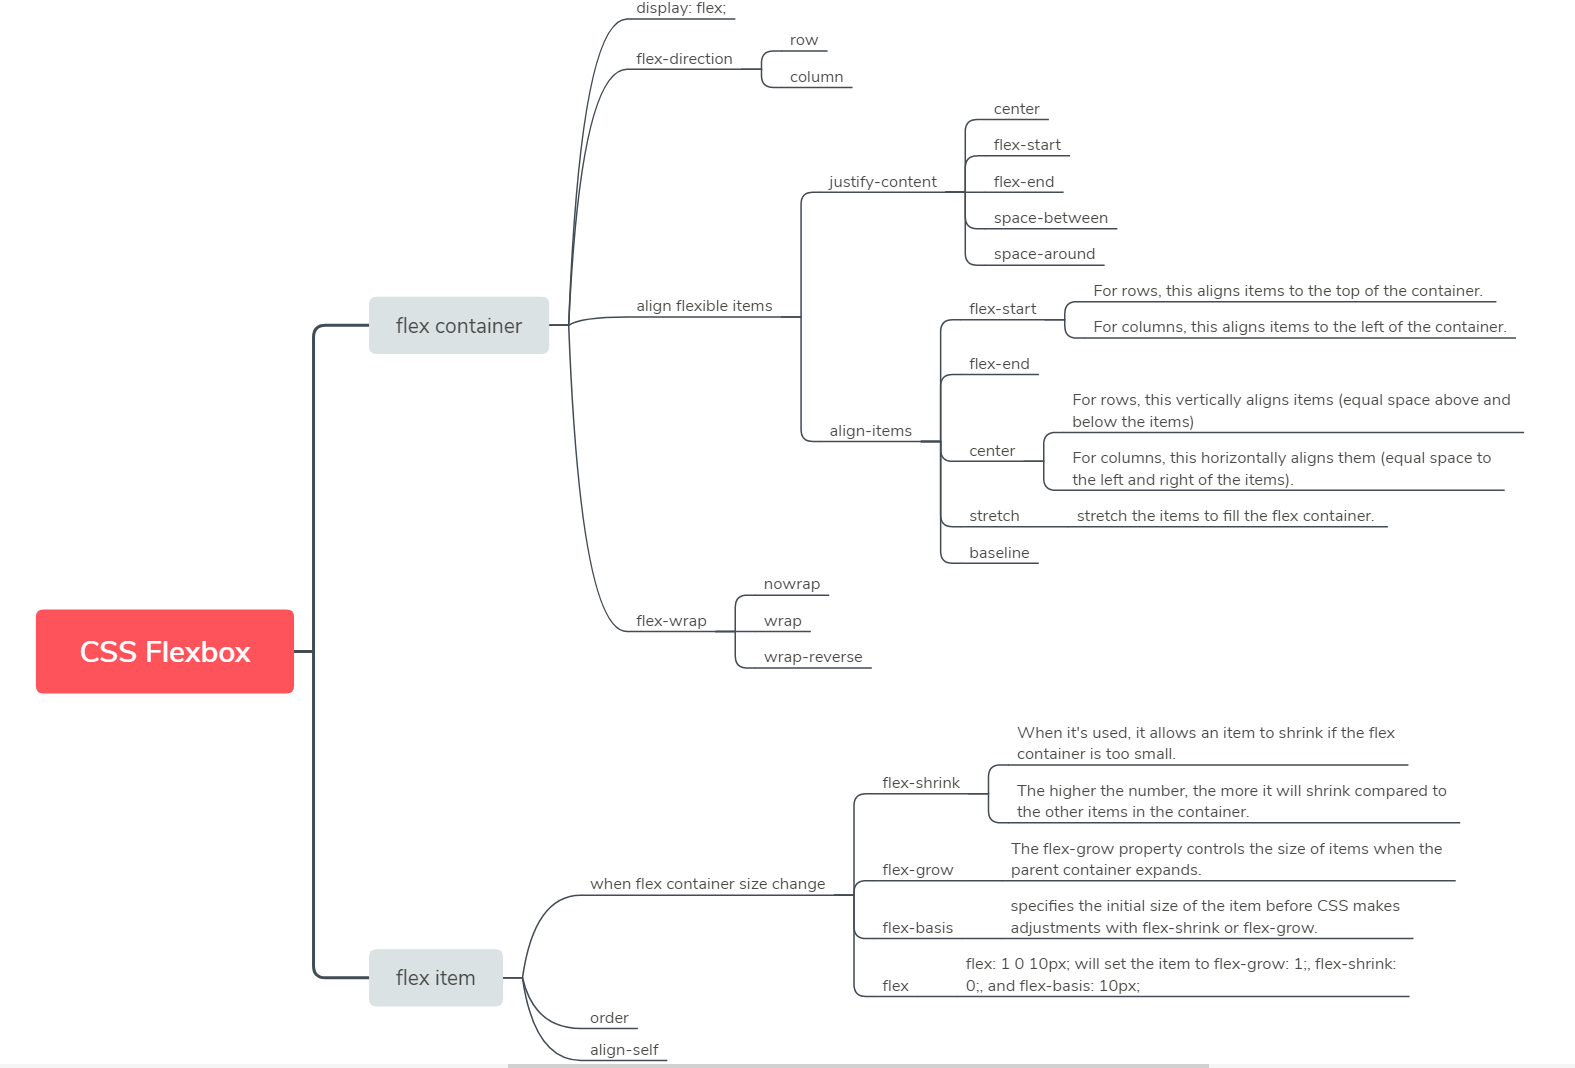 display: flex;
flex-direction
row
column
center
flex-start
justify-content
flex-end
space-between
space-around
align flexible items
flex container
For rows, this aligns items to the top of the container.
flex-start
For columns, this aligns items to the left of the container.
flex-end
For rows, this vertically aligns items (equal space above and
below the items)
align-items
center
For columns, this horizontally aligns them (equal space to
the left and right of the items).
stretch
stretch the items to fill the flex container.
baseline
nowrap
flex-wrap
wrap
wrap-reverse
CSS Flexbox
When it's used, it allows an item to shrink if the flex
container is too small.
flex-shrink
The higher the number, the more it will shrink compared to
the other items in the container.
when flex container size change
The flex-grow property controls the size of items when the
parent container expands.
flex-grow
specifies the initial size of the item before CSS makes
adjustments with flex-shrink or flex-grow.
flex-basis
flex: 1 0 10px; will set the item to flex-grow: 1;, flex-shrink:
0;, and flex-basis: 10px;
flex
flex item
order
align-self